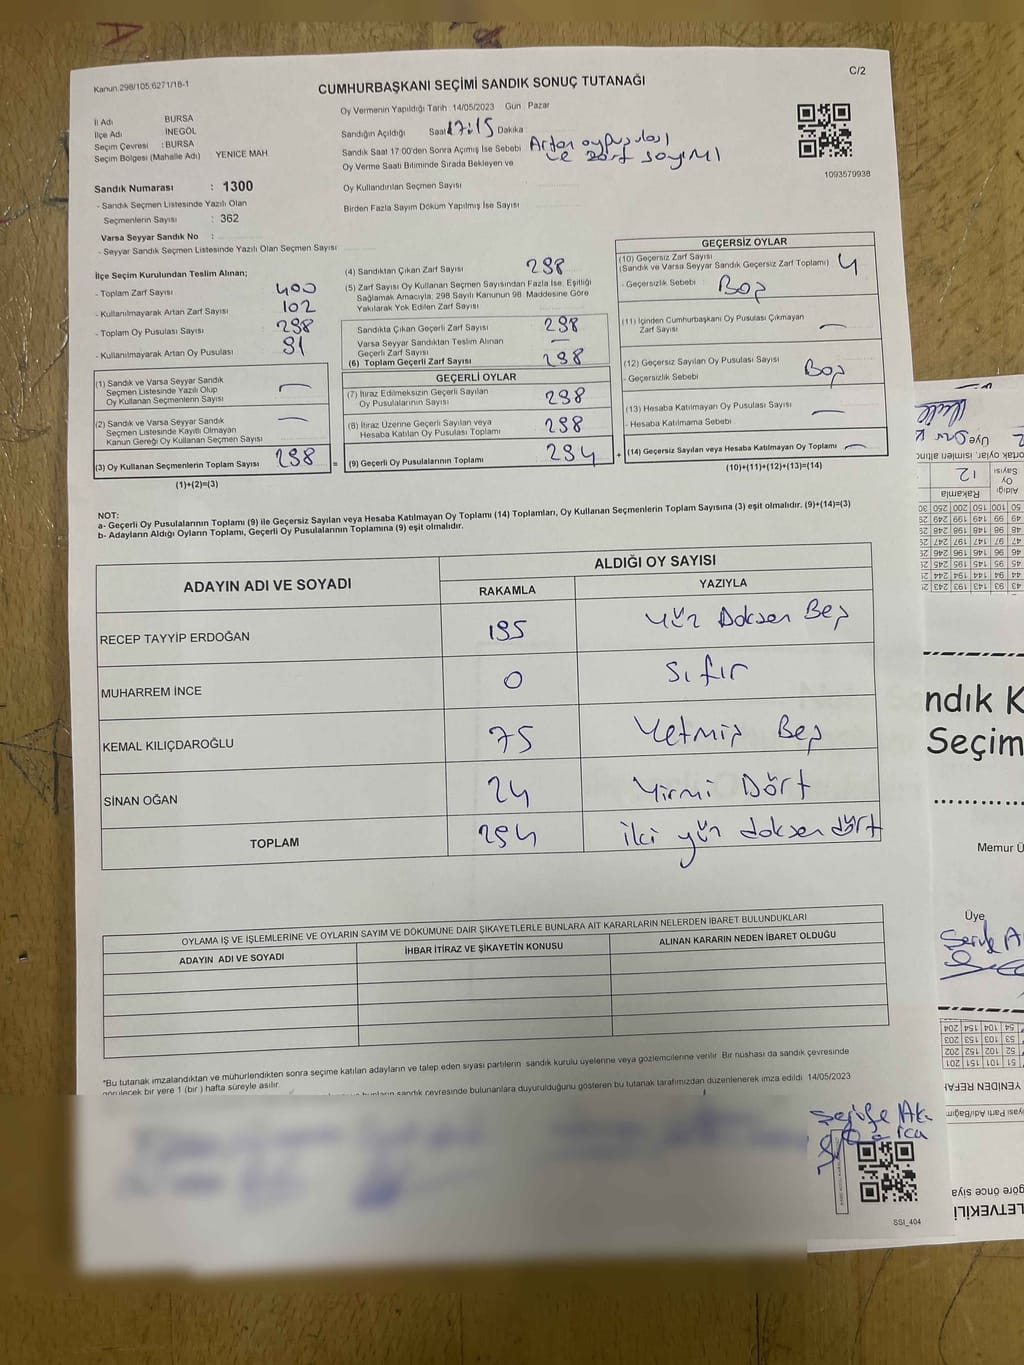 Kanun.298/105;6271/18-1
CUMHURBAŞKANI SEÇİMİ SANDIK SONUÇ TUTANAĞI
C/2
Oy Vermenin Yapıldığı Tarih : 14/05/2023 Gün : Pazar
İl Adı BURSA
İlçe Adı : İNEGÖL
Seçim Çevresi : BURSA
Seçim Bölgesi (Mahalle Adı) YENİCE MAH.
Sandığın Açıldığı Saat 17:15 Dakika
Sandık Saat 17:00'den Sonra Açımış İse Sebebi Artan oy pusulası
ve zarf sayımı
Oy Verme Saati Bitiminde Sırada Bekleyen ve
Oy Kullandırılan Seçmen Sayısı
Birden Fazla Sayım Döküm Yapılmış İse Sayısı
1093579938
Sandık Numarası : 1300
- Sandık Seçmen Listesinde Yazılı Olan
Seçmenlerin Sayısı : 362
Varsa Seyyar Sandık No :
- Seyyar Sandık Seçmen Listesinde Yazılı Olan Seçmen Sayısı
İlçe Seçim Kurulundan Teslim Alınan;
- Toplam Zarf Sayısı 400
- Kullanılmayarak Artan Zarf Sayısı 102
- Toplam Oy Pusulası Sayısı 298
- Kullanılmayarak Artan Oy Pusulası 91
(1) Sandık ve Varsa Seyyar Sandık
Seçmen Listesinde Yazılı Olup
Oy Kullanan Seçmenlerin Sayısı
(2) Sandık ve Varsa Seyyar Sandık
Seçmen Listesinde Kayıtlı Olmayan
Kanun Gereği Oy Kullanan Seçmen Sayısı
(3) Oy Kullanan Seçmenlerin Toplam Sayısı 298
(1)+(2)=(3)
(4) Sandıktan Çıkan Zarf Sayısı 298
(5) Zarf Sayısı Oy Kullanan Seçmen Sayısından Fazla İse, Eşitliği
Sağlamak Amacıyla; 298 Sayılı Kanunun 98. Maddesine Göre
Yakılarak Yok Edilen Zarf Sayısı
Sandıkta Çıkan Geçerli Zarf Sayısı 298
Varsa Seyyar Sandıktan Teslim Alınan
Geçerli Zarf Sayısı
(6) Toplam Geçerli Zarf Sayısı 298
GEÇERLİ OYLAR
(7) İtiraz Edilmeksizin Geçerli Sayılan
Oy Pusulalarının Sayısı 298
(8) İtiraz Üzerine Geçerli Sayılan veya
Hesaba Katılan Oy Pusulası Toplamı 298
= (9) Geçerli Oy Pusulalarının Toplamı 294 +
GEÇERSİZ OYLAR
(10) Geçersiz Zarf Sayısı
(Sandık ve Varsa Seyyar Sandık Geçersiz Zarf Toplamı) 4
- Geçersizlik Sebebi : Boş
(11) İçinden Cumhurbaşkanı Oy Pusulası Çıkmayan
Zarf Sayısı
(12) Geçersiz Sayılan Oy Pusulası Sayısı
- Geçersizlik Sebebi Boş
(13) Hesaba Katılmayan Oy Pusulası Sayısı
- Hesaba Katılmama Sebebi
(14) Geçersiz Sayılan veya Hesaba Katılmayan Oy Toplamı
(10)+(11)+(12)+(13)=(14)
NOT:
a- Geçerli Oy Pusulalarının Toplamı (9) ile Geçersiz Sayılan veya Hesaba Katılmayan Oy Toplamı (14) Toplamları, Oy Kullanan Seçmenlerin Toplam Sayısına (3) eşit olmalıdır. (9)+(14)=(3)
b- Adayların Aldığı Oyların Toplamı, Geçerli Oy Pusulalarının Toplamına (9) eşit olmalıdır.
ADAYIN ADI VE SOYADI
ALDIĞI OY SAYISI
RAKAMLA YAZIYLA
RECEP TAYYİP ERDOĞAN 195 Yüz Doksan Beş
MUHARREM İNCE 0 Sıfır
KEMAL KILIÇDAROĞLU 75 Yetmiş Beş
SİNAN OĞAN 24 Yirmi Dört
TOPLAM 294 iki yüz doksan dört
OYLAMA İŞ VE İŞLEMLERİNE VE OYLARIN SAYIM VE DÖKÜMÜNE DAİR ŞİKAYETLERLE BUNLARA AİT KARARLARIN NELERDEN İBARET BULUNDUKLARI
ADAYIN ADI VE SOYADI İHBAR İTİRAZ VE ŞİKAYETİN KONUSU ALINAN KARARIN NEDEN İBARET OLDUĞU
*Bu tutanak imzalandıktan ve mühürlendikten sonra seçime katılan adayların ve talep eden siyasi partilerin sandık kurulu üyelerine veya gözlemcilerine verilir. Bir nüshası da sandık çevresinde
görülecek bir yere 1 (bir) hafta süreyle asılır.
sandık çevresinde bulunanlara duyurulduğunu gösteren bu tutanak tarafımızdan düzenlenerek imza edildi. 14/05/2023
Şerife
SSI_404
ndık K
Seçim
Memur Ü
Üye